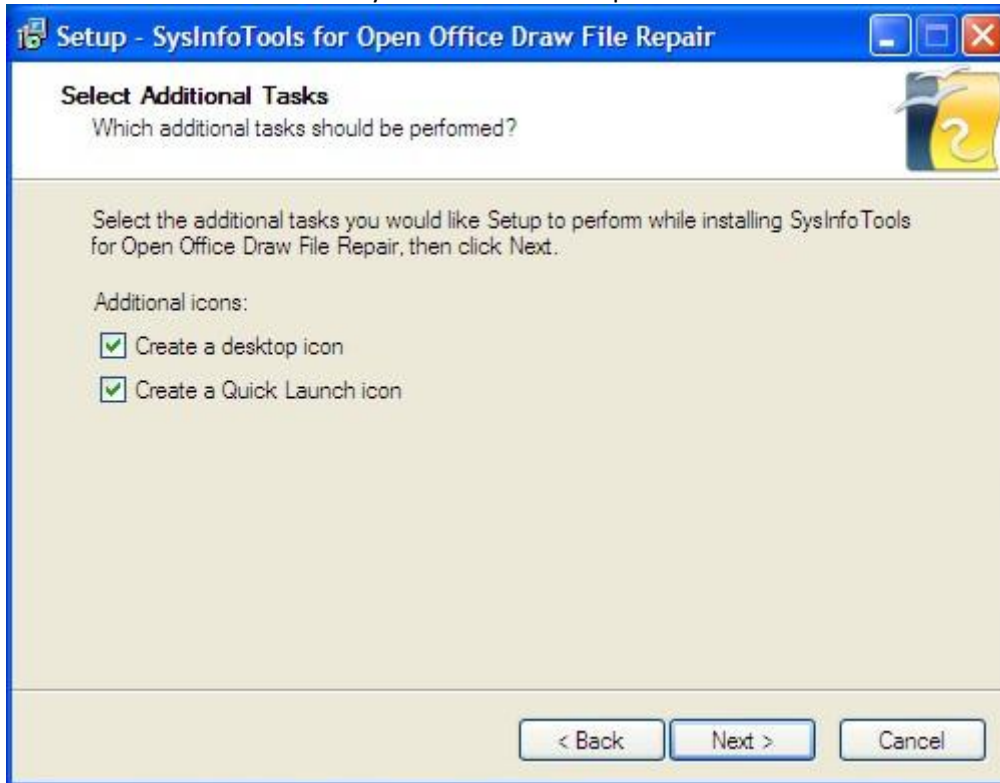 Setup - SysInfoTools for Open Office Draw File Repair
Select Additional Tasks
Which additional tasks should be performed?
Select the additional tasks you would like Setup to perform while installing SysInfoTools
for Open Office Draw File Repair, then click Next.
Additional icons:
Create a desktop icon
Create a Quick Launch icon
< Back
Next >
Cancel